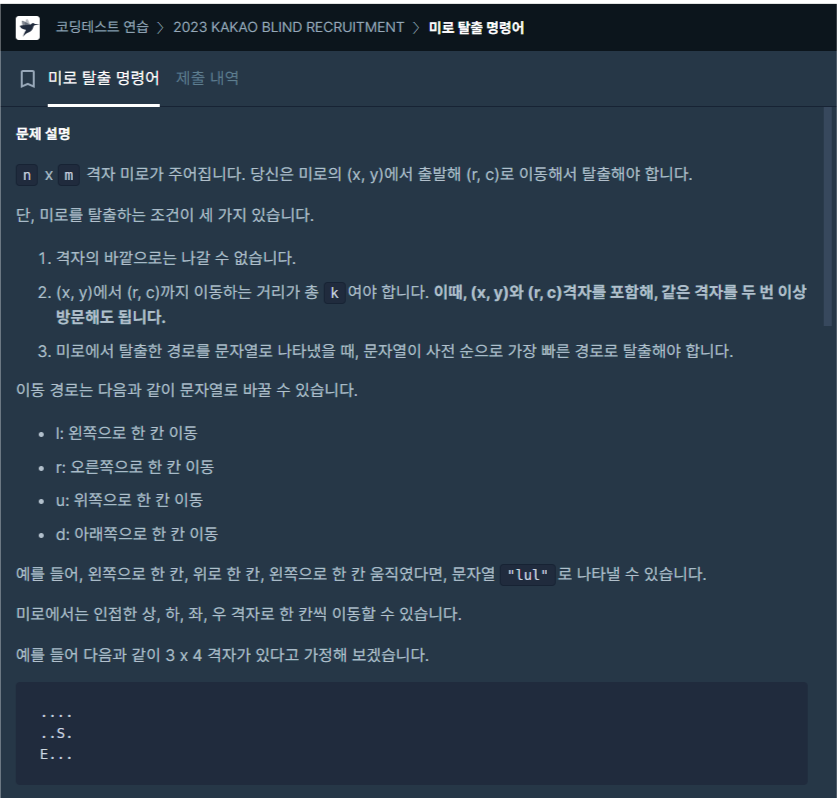 코딩테스트 연습 > 2023 KAKAO BLIND RECRUITMENT > 미로 탈출 명령어
미로 탈출 명령어 제출 내역
문제 설명
n x m 격자 미로가 주어집니다. 당신은 미로의 (x, y)에서 출발해 (r, c)로 이동해서 탈출해야 합니다.
단, 미로를 탈출하는 조건이 세 가지 있습니다.
1. 격자의 바깥으로는 나갈 수 없습니다.
2. (x, y)에서 (r, c)까지 이동하는 거리가 총 k 여야 합니다. 이때, (x, y)와 (r, c)격자를 포함해, 같은 격자를 두 번 이상
방문해도 됩니다.
3. 미로에서 탈출한 경로를 문자열로 나타냈을 때, 문자열이 사전 순으로 가장 빠른 경로로 탈출해야 합니다.
이동 경로는 다음과 같이 문자열로 바꿀 수 있습니다.
• l: 왼쪽으로 한 칸 이동
• r: 오른쪽으로 한 칸 이동
• u: 위쪽으로 한 칸 이동
• d: 아래쪽으로 한 칸 이동
예를 들어, 왼쪽으로 한 칸, 위로 한 칸, 왼쪽으로 한 칸 움직였다면, 문자열 "lul" 로 나타낼 수 있습니다.
미로에서는 인접한 상, 하, 좌, 우 격자로 한 칸씩 이동할 수 있습니다.
예를 들어 다음과 같이 3 x 4 격자가 있다고 가정해 보겠습니다.
....
..S.
E...